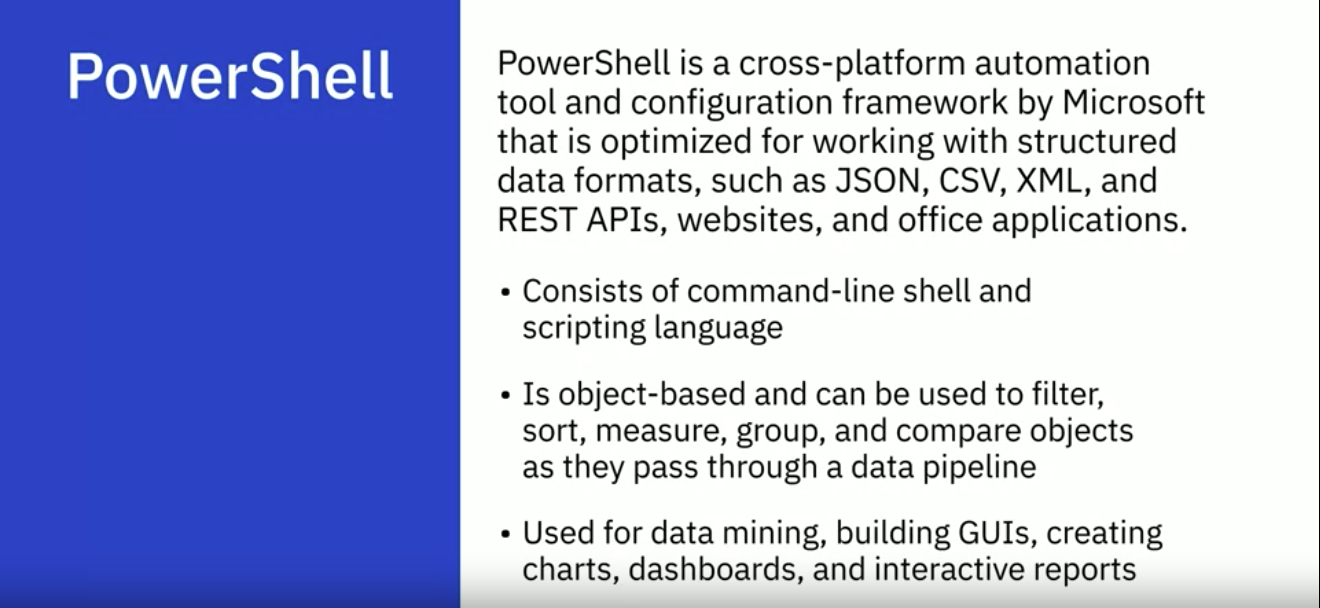 PowerShell
PowerShell is a cross-platform automation
tool and configuration framework by Microsoft
that is optimized for working with structured
data formats, such as JSON, CSV, XML, and
REST APIs, websites, and office applications.
• Consists of command-line shell and
scripting language
• Is object-based and can be used to filter,
sort, measure, group, and compare objects
as they pass through a data pipeline
• Used for data mining, building GUIs, creating
charts, dashboards, and interactive reports